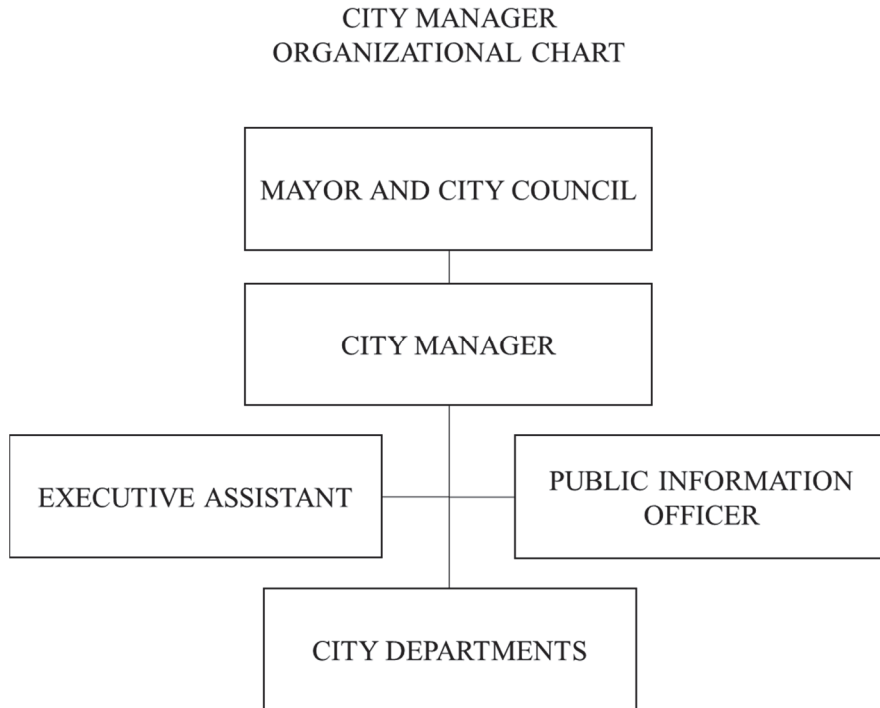 CITY MANAGER
ORGANIZATIONAL CHART
MAYOR AND CITY COUNCIL
CITY MANAGER
EXECUTIVE ASSISTANT
PUBLIC INFORMATION
OFFICER
CITY DEPARTMENTS